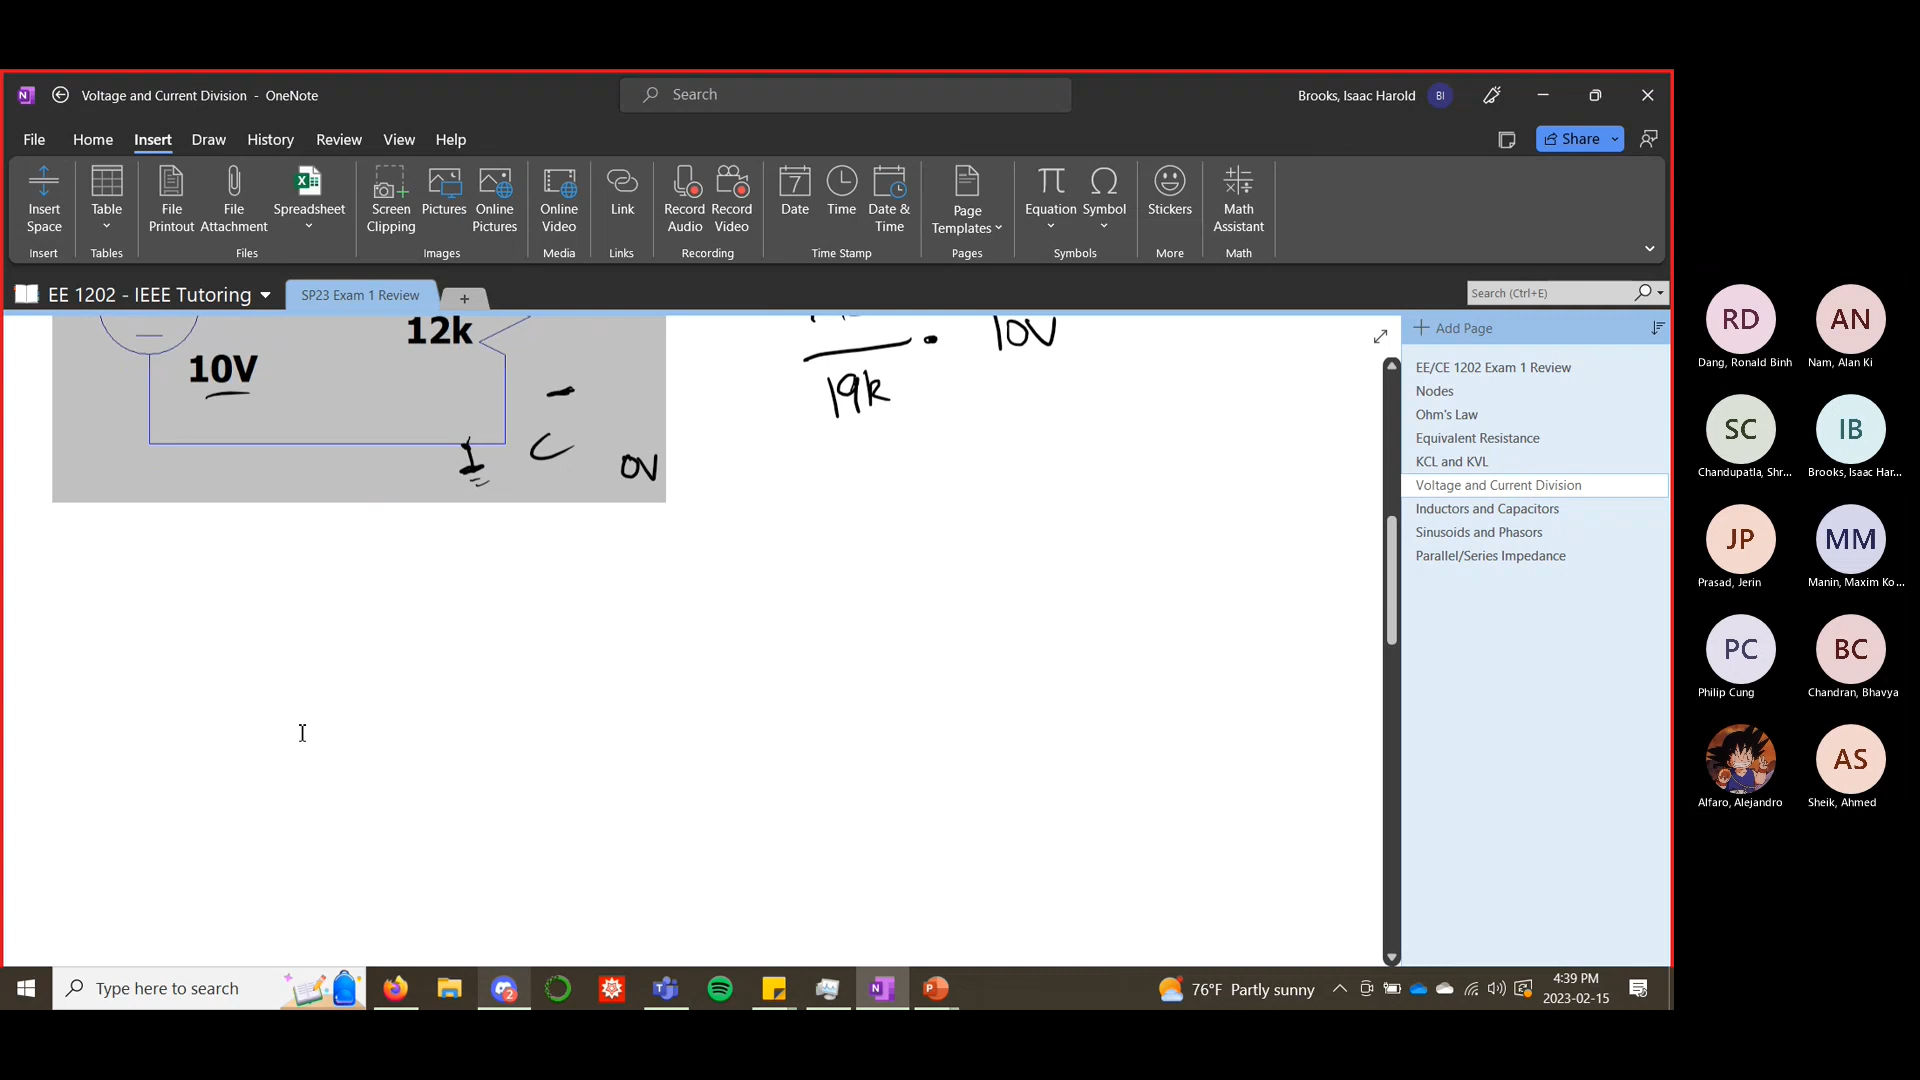 Voltage and Current Division - OneNote
Search
Brooks, Isaac Harold
BI
File Home Insert Draw History Review View Help
Share
Insert Space
Table
File Printout
File Attachment
Spreadsheet
Screen Clipping
Pictures
Online Pictures
Online Video
Link
Record Audio
Record Video
7
Date
Time
Date & Time
Page Templates
Equation
Symbol
Stickers
Math Assistant
Insert Tables Files Images Media Links Recording Time Stamp Pages Symbols More Math
EE 1202 - IEEE Tutoring
SP23 Exam 1 Review
+
Search (Ctrl+E)
12k
10V
0V
10V
19k
Add Page
EE/CE 1202 Exam 1 Review
Nodes
Ohm's Law
Equivalent Resistance
KCL and KVL
Voltage and Current Division
Inductors and Capacitors
Sinusoids and Phasors
Parallel/Series Impedance
RD
Dang, Ronald Binh
AN
Nam, Alan Ki
SC
Chandupatla, Shr...
IB
Brooks, Isaac Har...
JP
Prasad, Jerin
MM
Manin, Maxim Ko...
PC
Philip Cung
BC
Chandran, Bhavya
Alfaro, Alejandro
AS
Sheik, Ahmed
Type here to search
2
76°F Partly sunny
4:39 PM
2023-02-15